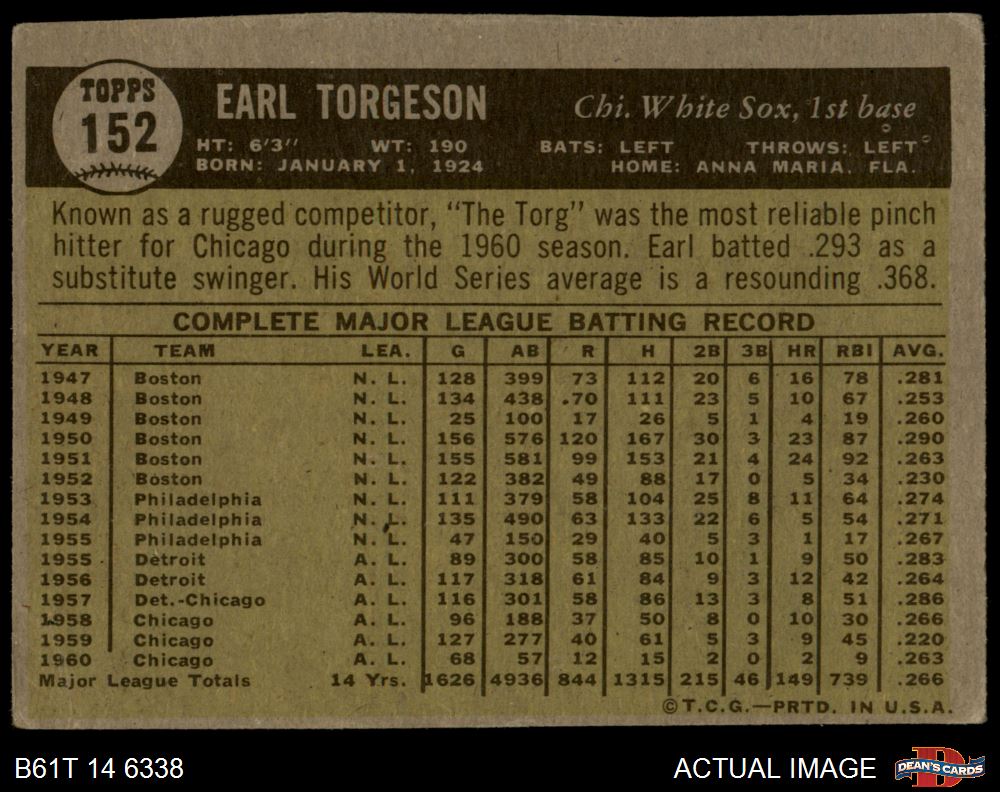 TOPPS
152
EARL TORGESON
Chi. White Sox, 1st base
HT: 6'3" WT: 190 BATS: LEFT THROWS: LEFT
BORN: JANUARY 1, 1924 HOME: ANNA MARIA, FLA.
Known as a rugged competitor, "The Torg" was the most reliable pinch
hitter for Chicago during the 1960 season. Earl batted .293 as a
substitute swinger. His World Series average is a resounding .368.
COMPLETE MAJOR LEAGUE BATTING RECORD
YEAR TEAM LEA. G AB R H 2B 3B HR RBI AVG.
1947 Boston N. L. 128 399 73 112 20 6 16 78 .281
1948 Boston N. L. 134 438 .70 111 23 5 10 67 .253
1949 Boston N. L. 25 100 17 26 5 1 4 19 .260
1950 Boston N. L. 156 576 120 167 30 3 23 87 .290
1951 Boston N. L. 155 581 99 153 21 4 24 92 .263
1952 Boston N. L. 122 382 49 88 17 0 5 34 .230
1953 Philadelphia N. L. 111 379 58 104 25 8 11 64 .274
1954 Philadelphia N. L. 135 490 63 133 22 6 5 54 .271
1955 Philadelphia N. L. 47 150 29 40 5 3 1 17 .267
1955 Detroit A. L. 89 300 58 85 10 1 9 50 .283
1956 Detroit A. L. 117 318 61 84 9 3 12 42 .264
1957 Det.-Chicago A. L. 116 301 58 86 13 3 8 51 .286
1958 Chicago A. L. 96 188 37 50 8 0 10 30 .266
1959 Chicago A. L. 127 277 40 61 5 3 9 45 .220
1960 Chicago A. L. 68 57 12 15 2 0 2 9 .263
Major League Totals 14 Yrs. 1626 4936 844 1315 215 46 149 739 .266
©T.C.G.—PRTD. IN U.S.A.
B61T 14 6338
ACTUAL IMAGE
DEAN'S CARDS